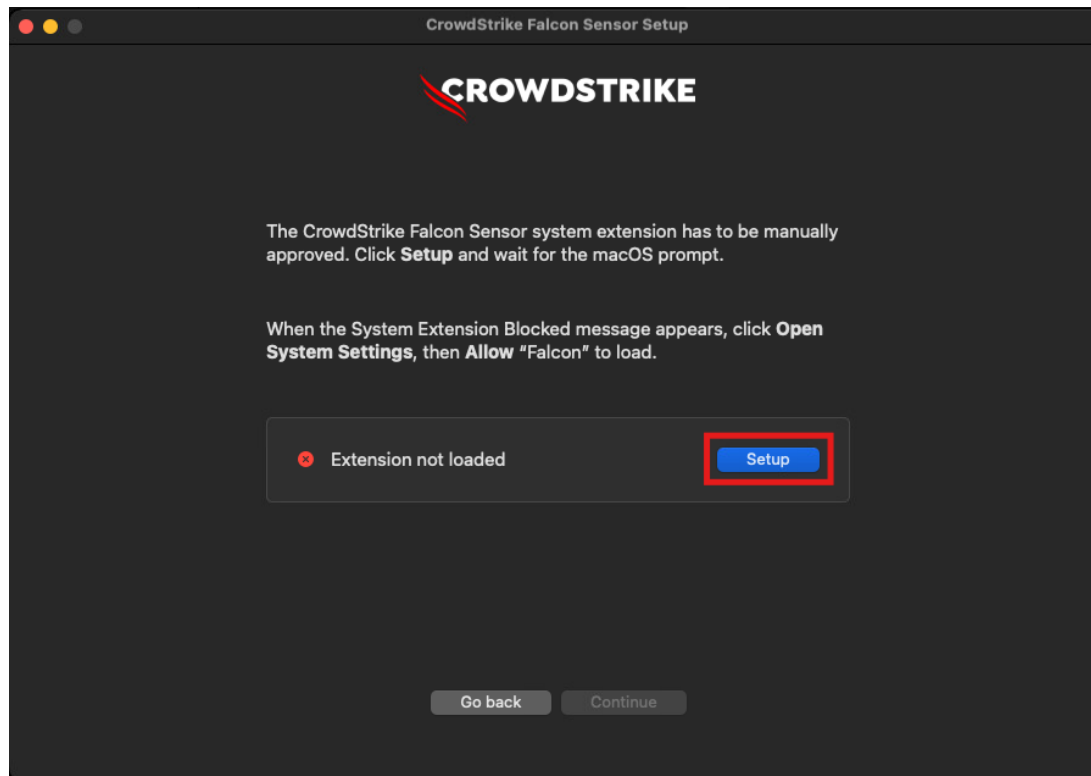 CrowdStrike Falcon Sensor Setup
CROWDSTRIKE
The CrowdStrike Falcon Sensor system extension has to be manually
approved. Click Setup and wait for the macOS prompt.
When the System Extension Blocked message appears, click Open
System Settings, then Allow “Falcon” to load.
Extension not loaded
Setup
Go back
Continue